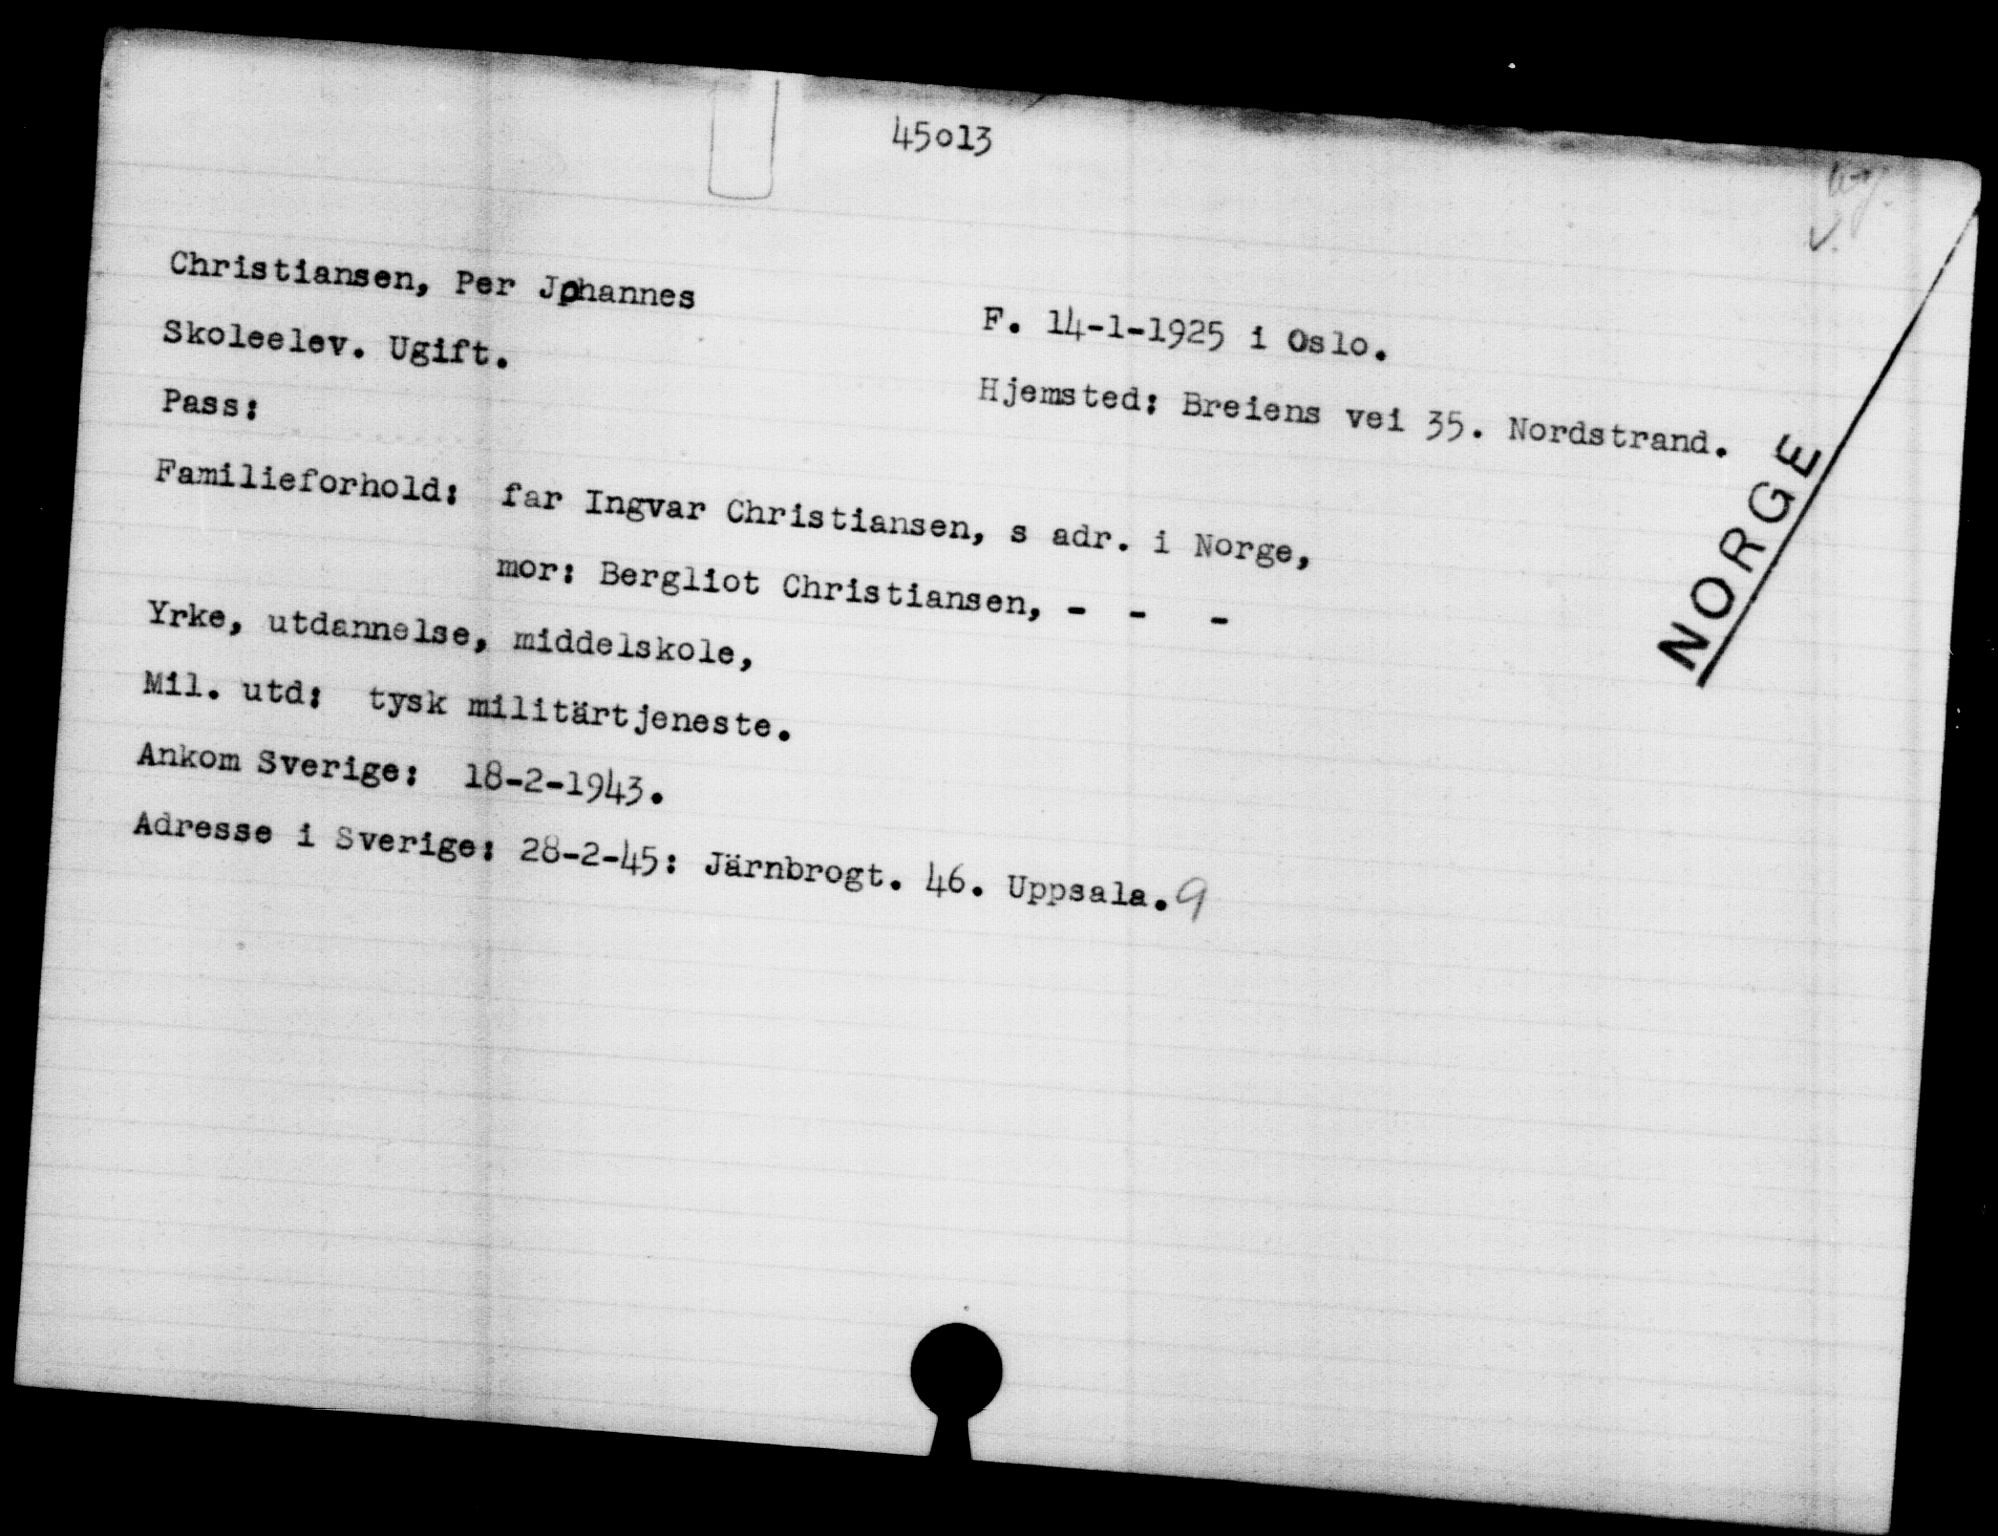 45013
V.
Christiansen, Per Johannes
F. 14-1-1925 i Oslo.
Skoleelev. Ugift.
Hjemsted: Breiens vei 35. Nordstrand.
Pass:
NORGE
Familieforhold: far Ingvar Christiansen, s adr. i Norge,
mor: Bergliot Christiansen, - - -
Yrke, utdannelse, middelskole,
Mil. utd: tysk militärtjeneste.
Ankom Sverige: 18-2-1943.
Adresse i Sverige: 28-2-45: Järnbrogt. 46. Uppsala. 9